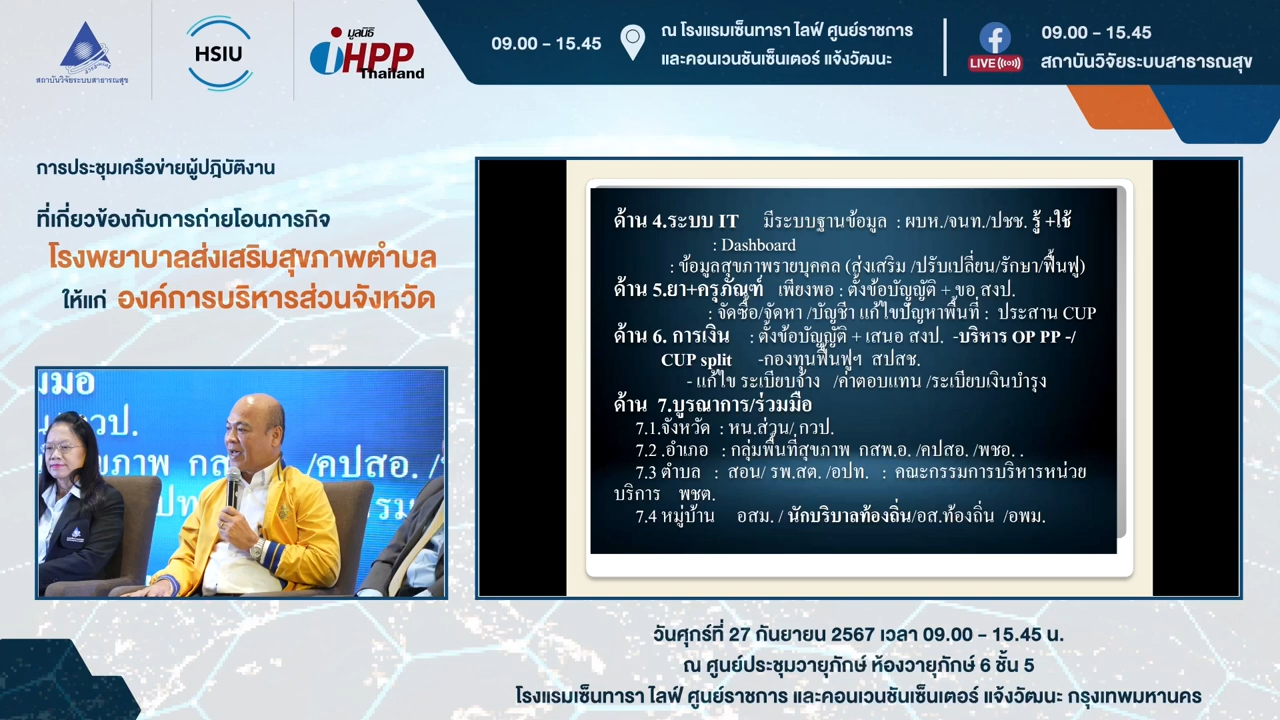 สถาบันวิจัยระบบสาธารณสุข
HSIU
มูลนิธิ
iHPP
Thailand
09.00 - 15.45
ณ โรงแรมเซ็นทารา ไลฟ์ ศูนย์ราชการ
และคอนเวนชันเซ็นเตอร์ แจ้งวัฒนะ
LIVE
09.00 - 15.45
สถาบันวิจัยระบบสาธารณสุข
การประชุมเครือข่ายผู้ปฏิบัติงาน
ที่เกี่ยวข้องกับการถ่ายโอนภารกิจ
โรงพยาบาลส่งเสริมสุขภาพตำบล
ให้แก่ องค์การบริหารส่วนจังหวัด
ด้าน 4.ระบบ IT มีระบบฐานข้อมูล : ผบห./จนท./ปชช. รู้ +ใช้
: Dashboard
: ข้อมูลสุขภาพรายบุคคล (ส่งเสริม /ปรับเปลี่ยน/รักษา/ฟื้นฟู)
ด้าน 5.ยา+ครุภัณฑ์ เพียงพอ : ตั้งข้อบัญญัติ + ขอ สงป.
: จัดซื้อ/จัดหา /บัญชี แก้ไขปัญหาพื้นที่ : ประสาน CUP
ด้าน 6. การเงิน : ตั้งข้อบัญญัติ + เสนอ สงป. -บริหาร OP PP -/
CUP split -กองทุนฟื้นฟูฯ สปสช.
- แก้ไข ระเบียบจ้าง /ค่าตอบแทน /ระเบียบเงินบำรุง
ด้าน 7.บูรณาการ/ร่วมมือ
7.1.จังหวัด : หน.ส่วน/ กวป.
7.2 .อำเภอ : กลุ่มพื้นที่สุขภาพ กสพ.อ. /คปสอ. /พชอ. .
7.3 ตำบล : สอน/ รพ.สต. /อปท. : คณะกรรมการบริหารหน่วย
บริการ พชต.
7.4 หมู่บ้าน อสม. / นักบริบาลท้องถิ่น/อส.ท้องถิ่น /อพม.
มมือ
วป.
สุขภาพ กส /คปสอ. /
ปท รรม
วันศุกร์ที่ 27 กันยายน 2567 เวลา 09.00 - 15.45 น.
ณ ศูนย์ประชุมวายุภักษ์ ห้องวายุภักษ์ 6 ชั้น 5
โรงแรมเซ็นทารา ไลฟ์ ศูนย์ราชการ และคอนเวนชันเซ็นเตอร์ แจ้งวัฒนะ กรุงเทพมหานคร